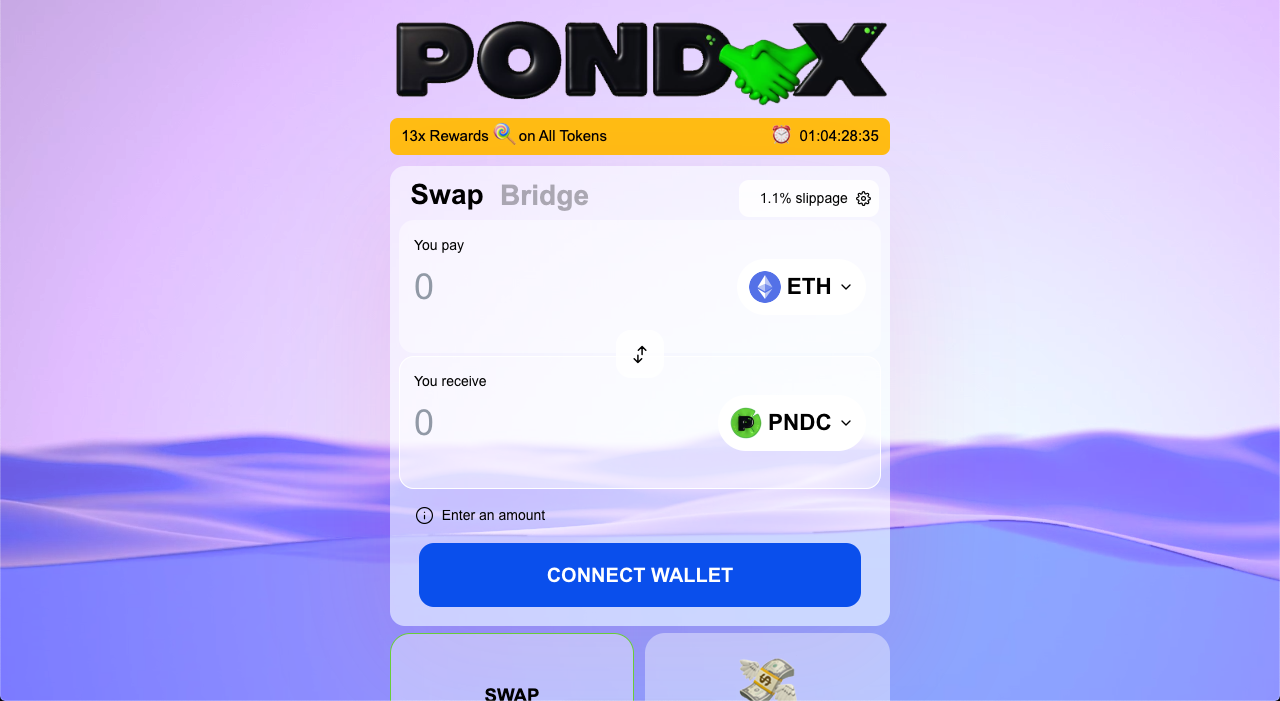 POND X
13x Rewards 🍭 on All Tokens
⏰ 01:04:28:35
Swap Bridge
1.1% slippage
You pay
0
ETH
You receive
0
PNDC
Enter an amount
CONNECT WALLET
SWAP